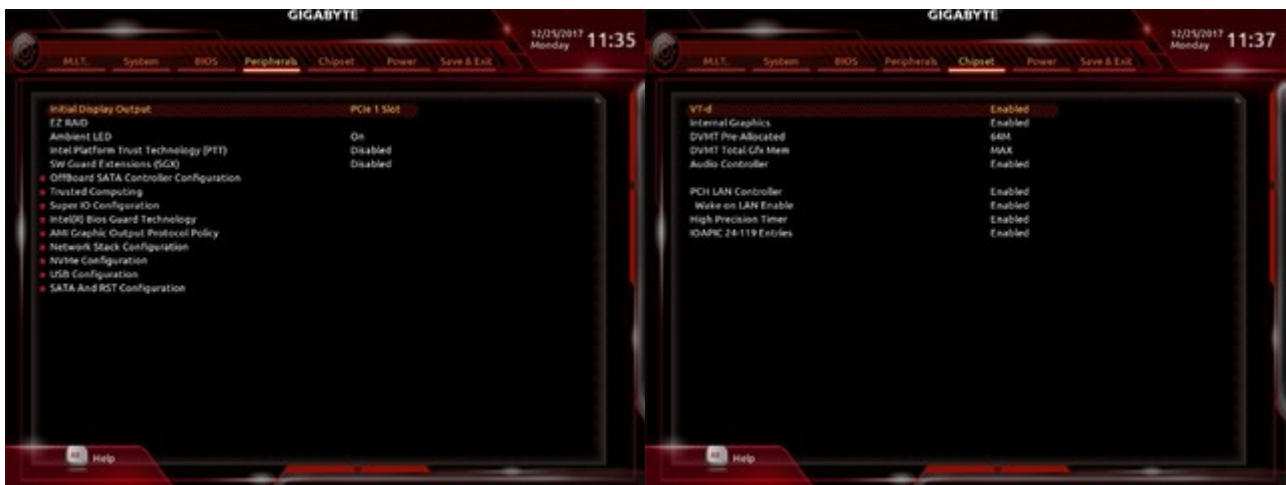 GIGABYTE
12/25/2017
Monday 11:35
M.I.T. System BIOS Peripherals Chipset Power Save & Exit
Initial Display Output PCIe 1 Slot
EZ RAID
Ambient LED On
Intel Platform Trust Technology (PTT) Disabled
SW Guard Extensions (SGX) Disabled
OffBoard SATA Controller Configuration
Trusted Computing
Super IO Configuration
Intel(R) Bios Guard Technology
AMI Graphic Output Protocol Policy
Network Stack Configuration
NVMe Configuration
USB Configuration
SATA And RST Configuration
Help
GIGABYTE
12/25/2017
Monday 11:37
M.I.T. System BIOS Peripherals Chipset Power Save & Exit
VT-d Enabled
Internal Graphics Enabled
DVMT Pre-Allocated 64M
DVMT Total Gfx Mem MAX
Audio Controller Enabled
PCH LAN Controller Enabled
Wake on LAN Enable Enabled
High Precision Timer Enabled
IOAPIC 24-119 Entries Enabled
Help